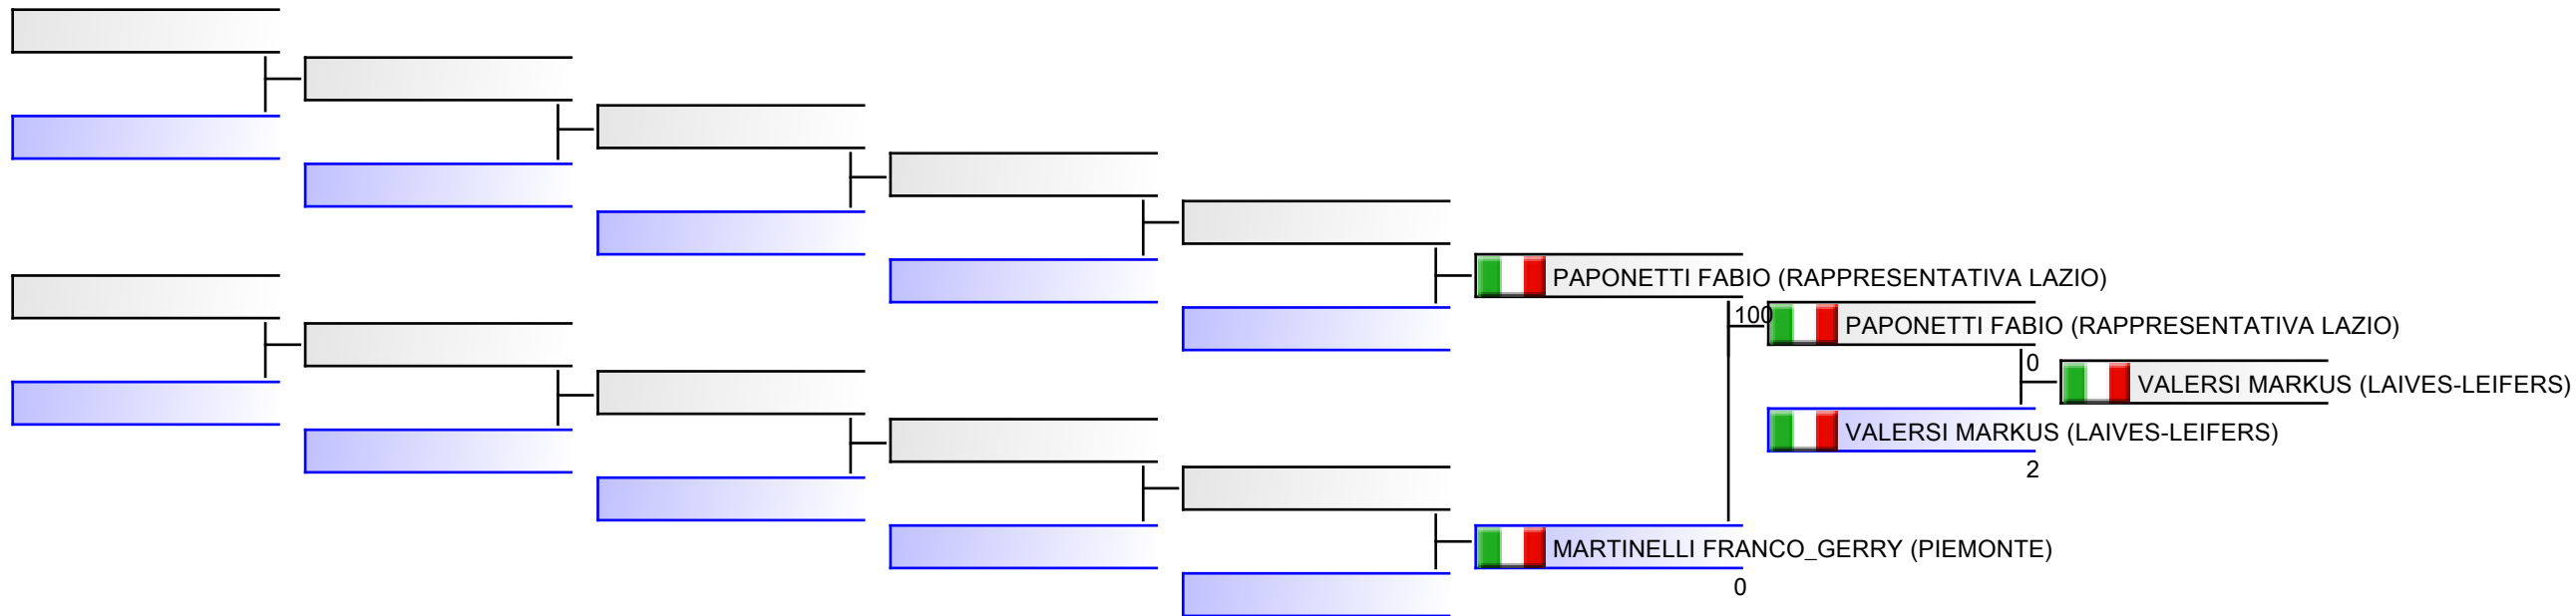 PAPONETTI FABIO (RAPPRESENTATIVA LAZIO)
100
PAPONETTI FABIO (RAPPRESENTATIVA LAZIO)
0
VALERSI MARKUS (LAIVES-LEIFERS)
VALERSI MARKUS (LAIVES-LEIFERS)
2
MARTINELLI FRANCO_GERRY (PIEMONTE)
0